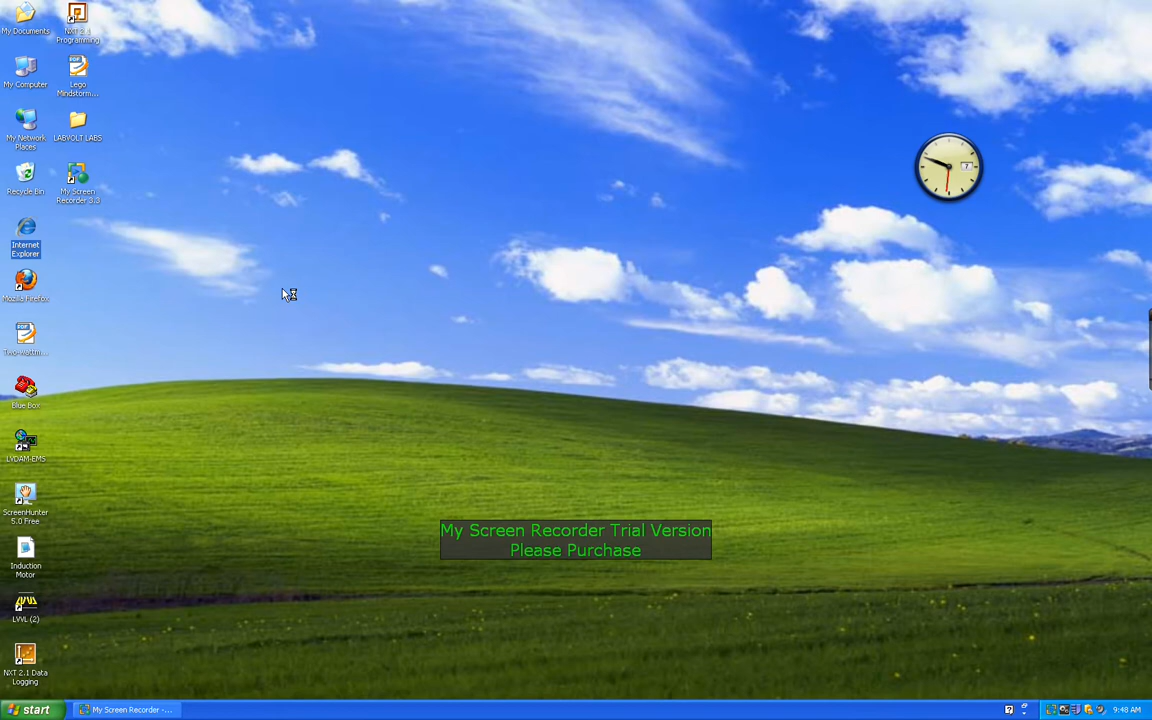 My Documents
NXT 2.1
Programming
My Computer
Lego
Mindstorm...
My Network
Places
LABVOLT LABS
Recycle Bin
My Screen
Recorder 3.3
Internet
Explorer
Mozilla Firefox
7
Two-Wattm...
Blue Box
LVDAM-EMS
ScreenHunter
5.0 Free
My Screen Recorder Trial Version
Please Purchase
Induction
Motor
LVVL (2)
NXT 2.1 Data
Logging
start
My Screen Recorder -...
9:48 AM